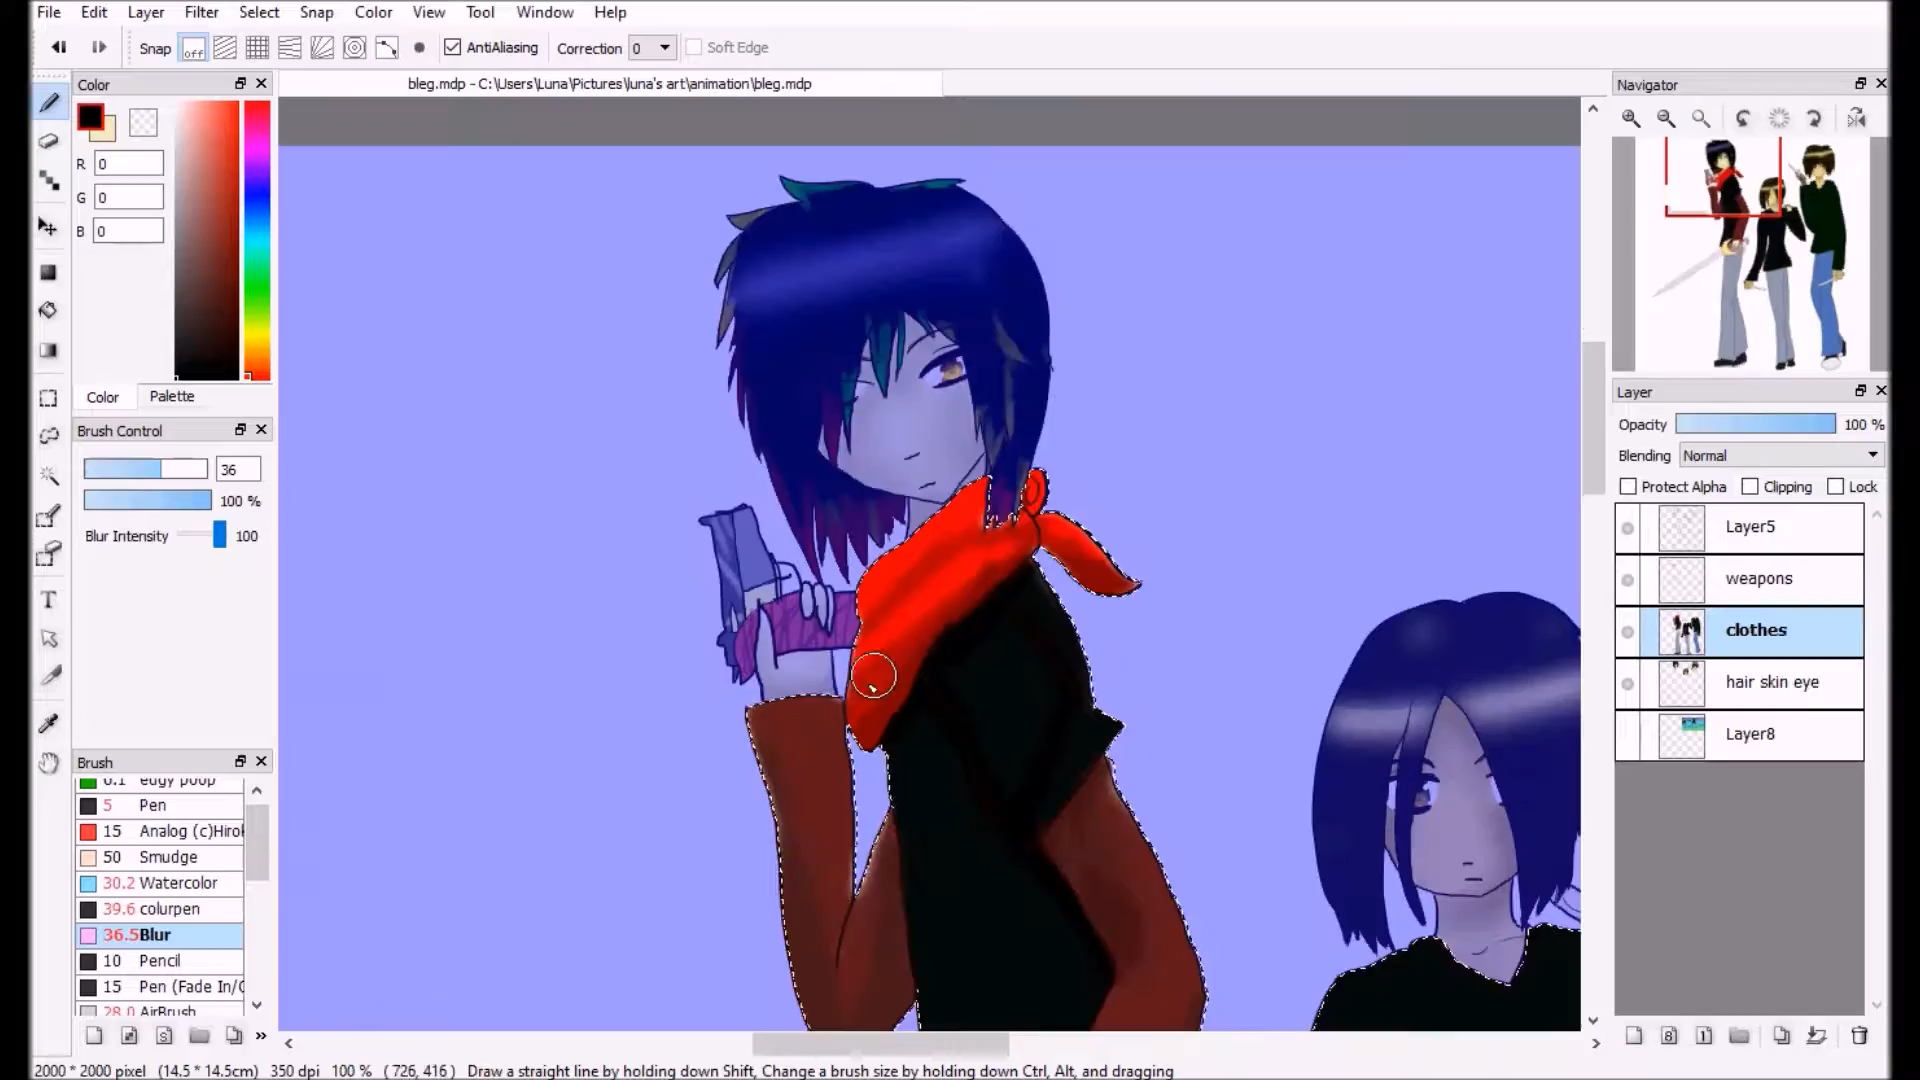 File Edit Layer Filter Select Snap Color View Tool Window Help
Snap off AntiAliasing Correction 0 Soft Edge
Color
bleg.mdp - C:\Users\Luna\Pictures\luna's art\animation\bleg.mdp
Navigator
R 0
G 0
B 0
Color Palette
Brush Control
36
100 %
Blur Intensity 100
Brush
6.1 edgy poop
5 Pen
15 Analog (c)Hirok
50 Smudge
30.2 Watercolor
39.6 colurpen
36.5 Blur
10 Pencil
15 Pen (Fade In/O
28.0 AirBrush
Layer
Opacity 100 %
Blending Normal
Protect Alpha Clipping Lock
Layer5
weapons
clothes
hair skin eye
Layer8
2000 * 2000 pixel (14.5 * 14.5cm) 350 dpi 100 % ( 726, 416 ) Draw a straight line by holding down Shift, Change a brush size by holding down Ctrl, Alt, and dragging